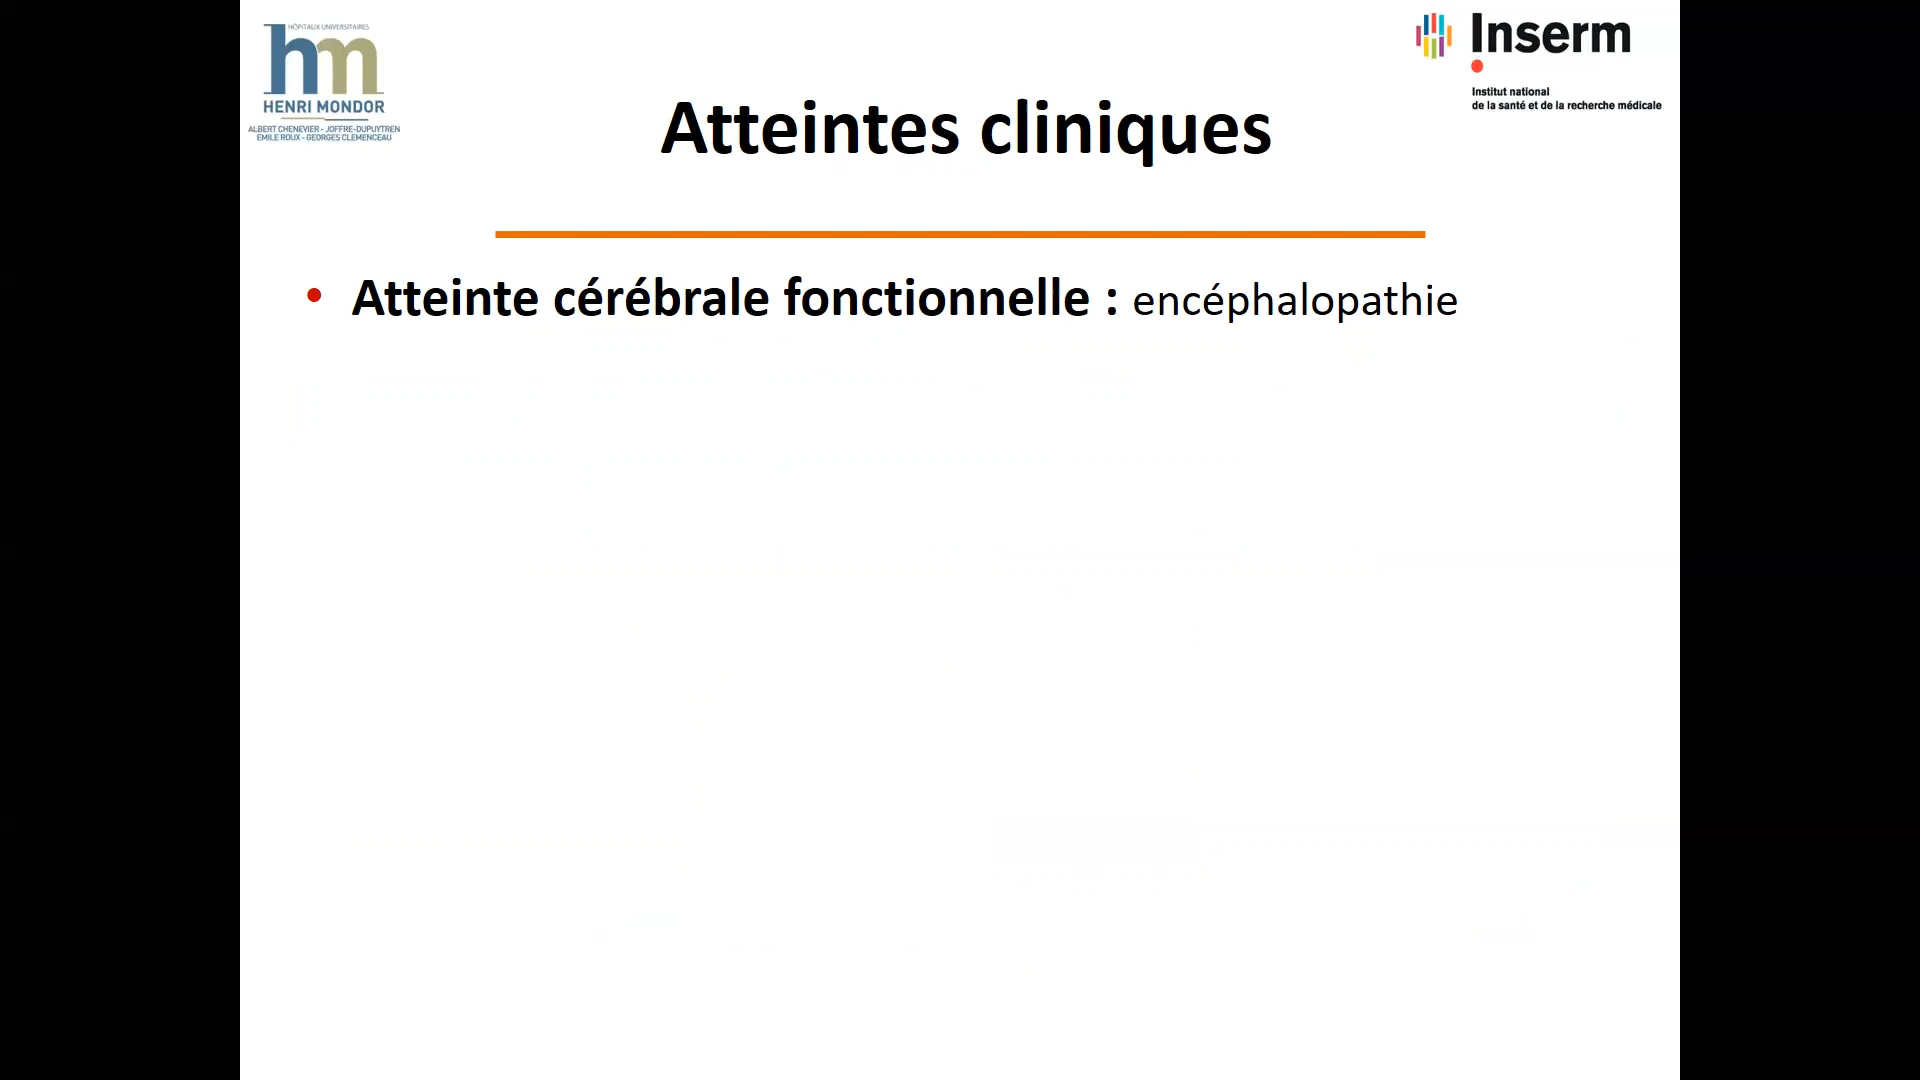 HÔPITAUX UNIVERSITAIRES
hm
HENRI MONDOR
ALBERT CHENEVIER - JOFFRE-DUPUYTREN
EMILE ROUX - GEORGES CLEMENCEAU
Inserm
Institut national
de la santé et de la recherche médicale
Atteintes cliniques
• Atteinte cérébrale fonctionnelle : encéphalopathie